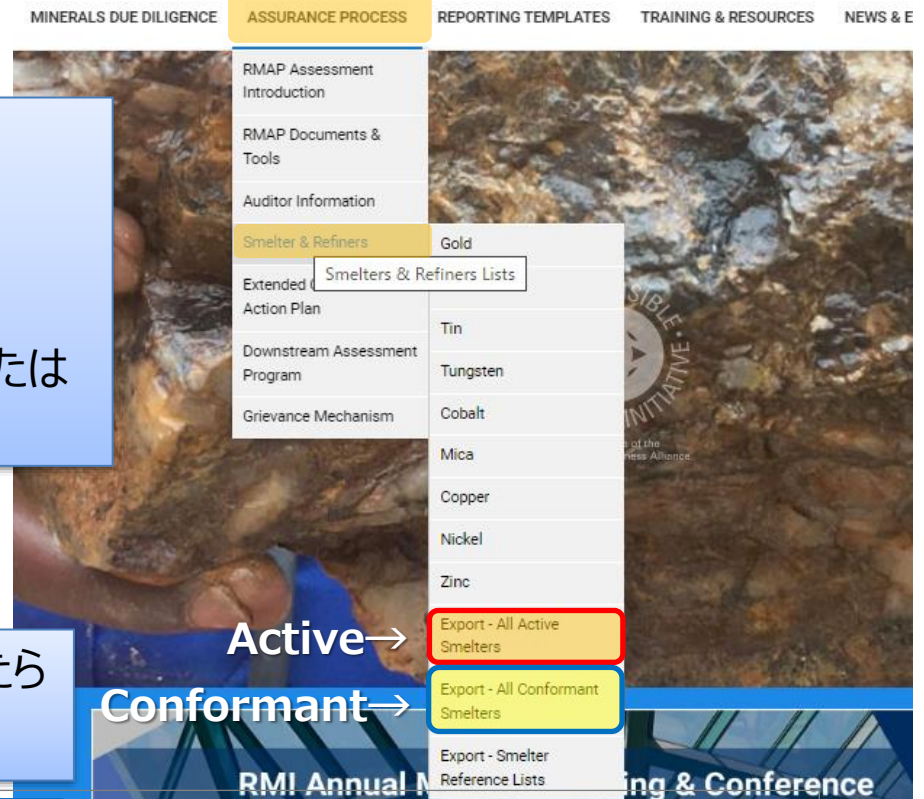 MINERALS DUE DILIGENCE ASSURANCE PROCESS REPORTING TEMPLATES TRAINING & RESOURCES NEWS & E
RMAP Assessment
Introduction
RMAP Documents &
Tools
Auditor Information
Smelter & Refiners
Smelters & Refiners Lists
Extended
Action Plan
Downstream Assessment
Program
Grievance Mechanism
Gold
Tin
Tungsten
Cobalt
Mica
Copper
Nickel
Zinc
Export - All Active
Smelters
Export - All Conformant
Smelters
Export - Smelter
Reference Lists
たは
たら
Active→
Conformant→
RMI Annual M
ng & Conference